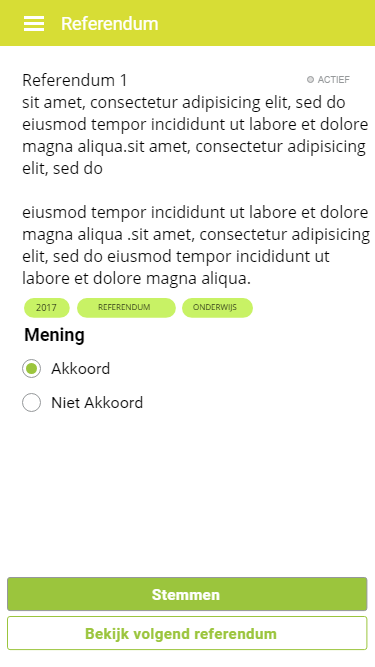 Referendum
Referendum 1
ACTIEF
sit amet, consectetur adipisicing elit, sed do
eiusmod tempor incididunt ut labore et dolore
magna aliqua.sit amet, consectetur adipisicing
elit, sed do
eiusmod tempor incididunt ut labore et dolore
magna aliqua .sit amet, consectetur adipisicing
elit, sed do eiusmod tempor incididunt ut
labore et dolore magna aliqua.
2017 REFERENDUM ONDERWIJS
Mening
Akkoord
Niet Akkoord
Stemmen
Bekijk volgend referendum